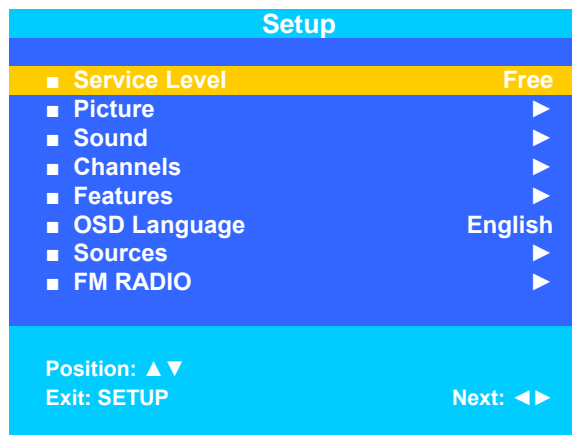 Setup
■ Service Level Free
■ Picture ►
■ Sound ►
■ Channels ►
■ Features ►
■ OSD Language English
■ Sources ►
■ FM RADIO ►
Position: ▲▼
Exit: SETUP Next: ◄►